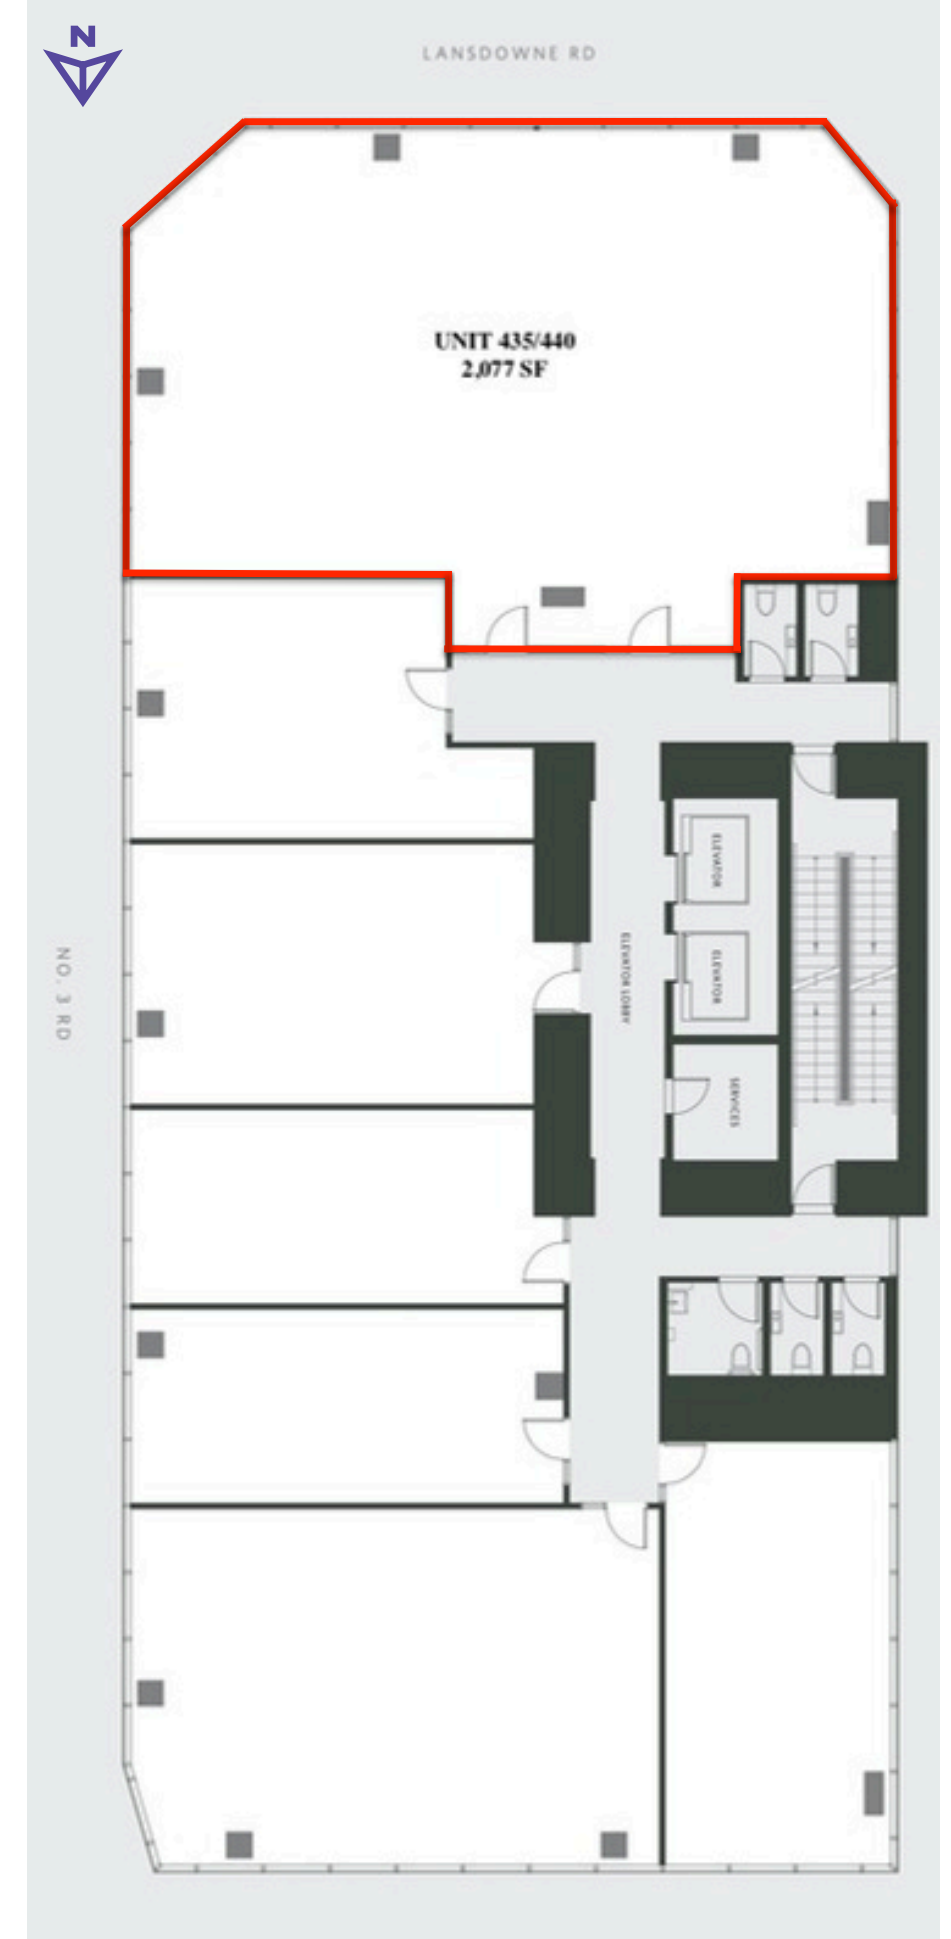 N
LANSDOWNE RD
UNIT 435/440
2,077 SF
NO. 3 RD
ELEVATOR
ELEVATOR
ELEVATOR LOBBY
SERVICES